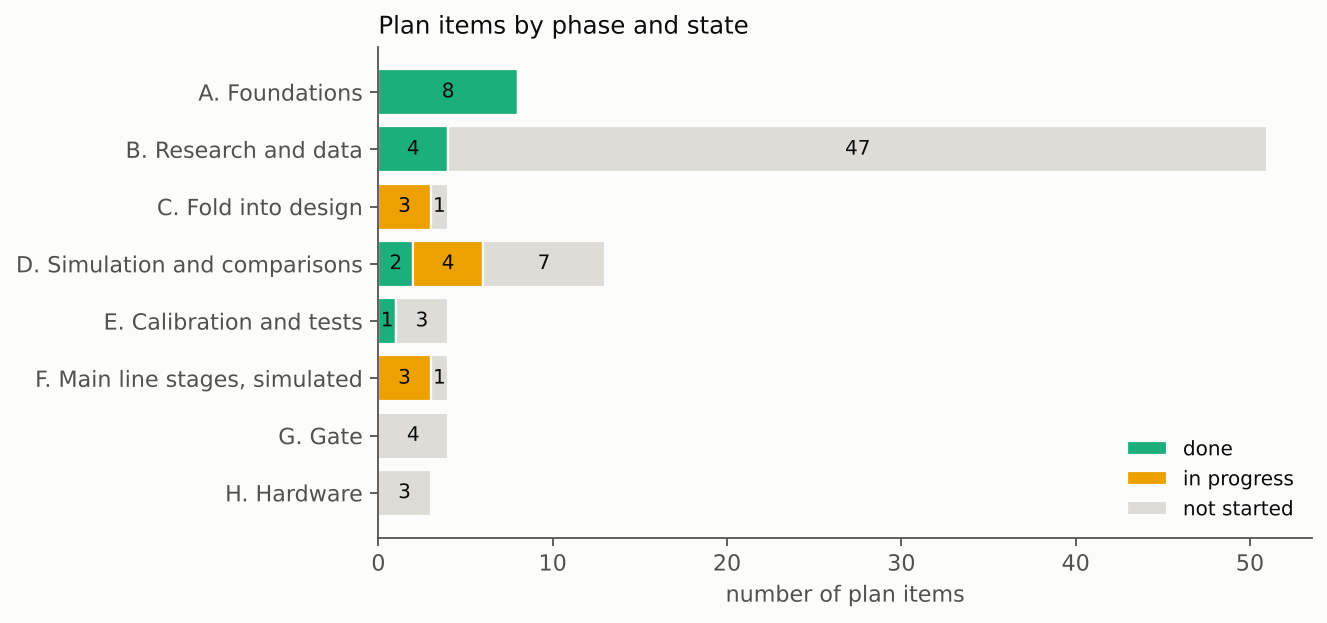 Plan items by phase and state
A. Foundations
8
B. Research and data
4
47
C. Fold into design
3
1
D. Simulation and comparisons
2
4
7
E. Calibration and tests
1
3
F. Main line stages, simulated
3
1
G. Gate
4
H. Hardware
3
done
in progress
not started
0
10
20
30
40
50
number of plan items